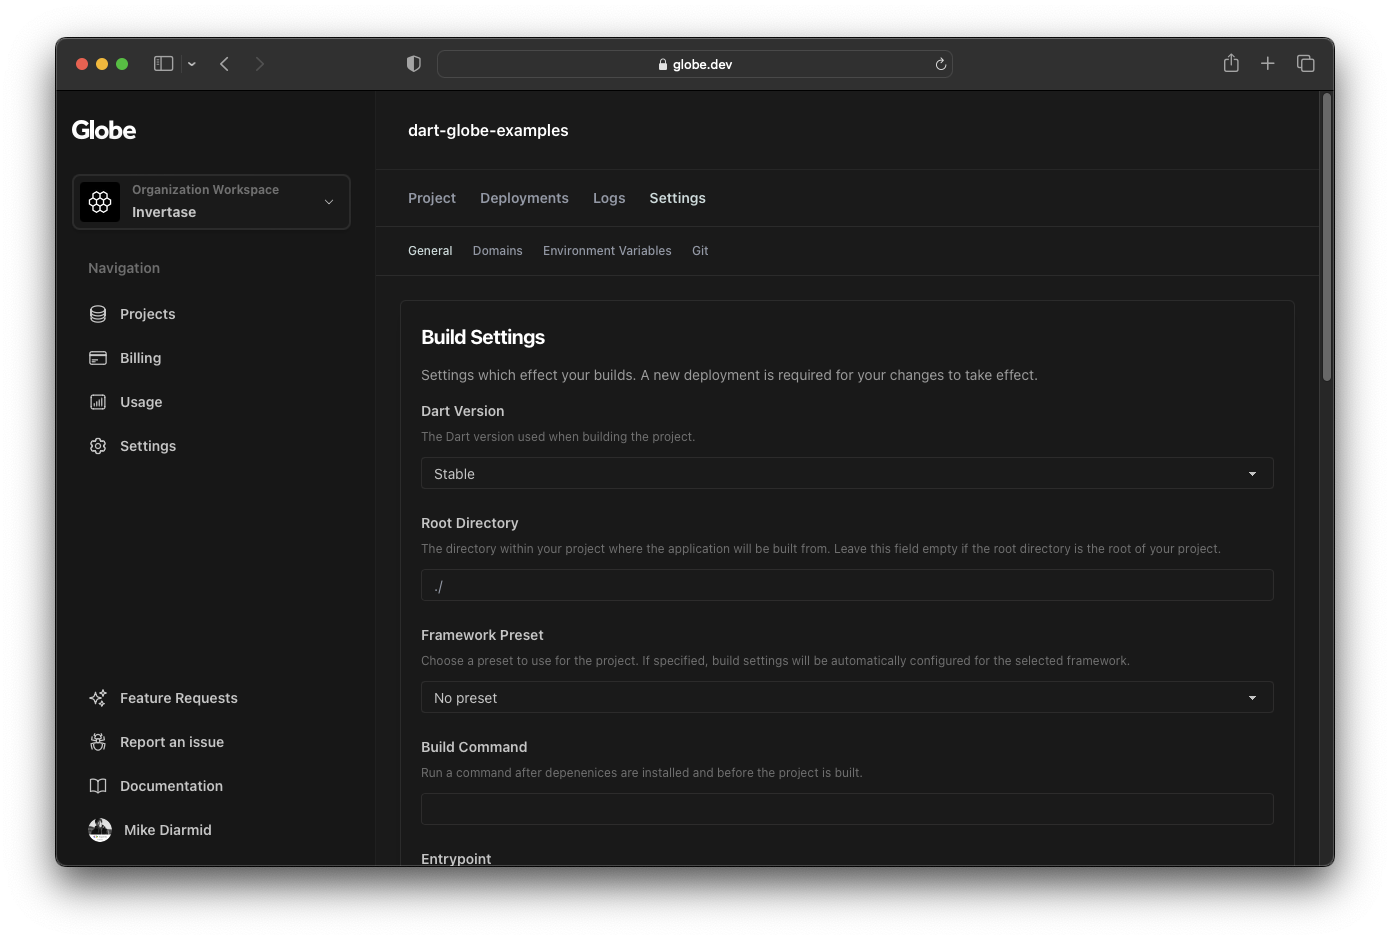 globe.dev
Globe
Organization Workspace
Invertase
Navigation
Projects
Billing
Usage
Settings
Feature Requests
Report an issue
Documentation
Mike Diarmid
dart-globe-examples
Project Deployments Logs Settings
General Domains Environment Variables Git
Build Settings
Settings which effect your builds. A new deployment is required for your changes to take effect.
Dart Version
The Dart version used when building the project.
Stable
Root Directory
The directory within your project where the application will be built from. Leave this field empty if the root directory is the root of your project.
./
Framework Preset
Choose a preset to use for the project. If specified, build settings will be automatically configured for the selected framework.
No preset
Build Command
Run a command after depenenices are installed and before the project is built.
Entrypoint